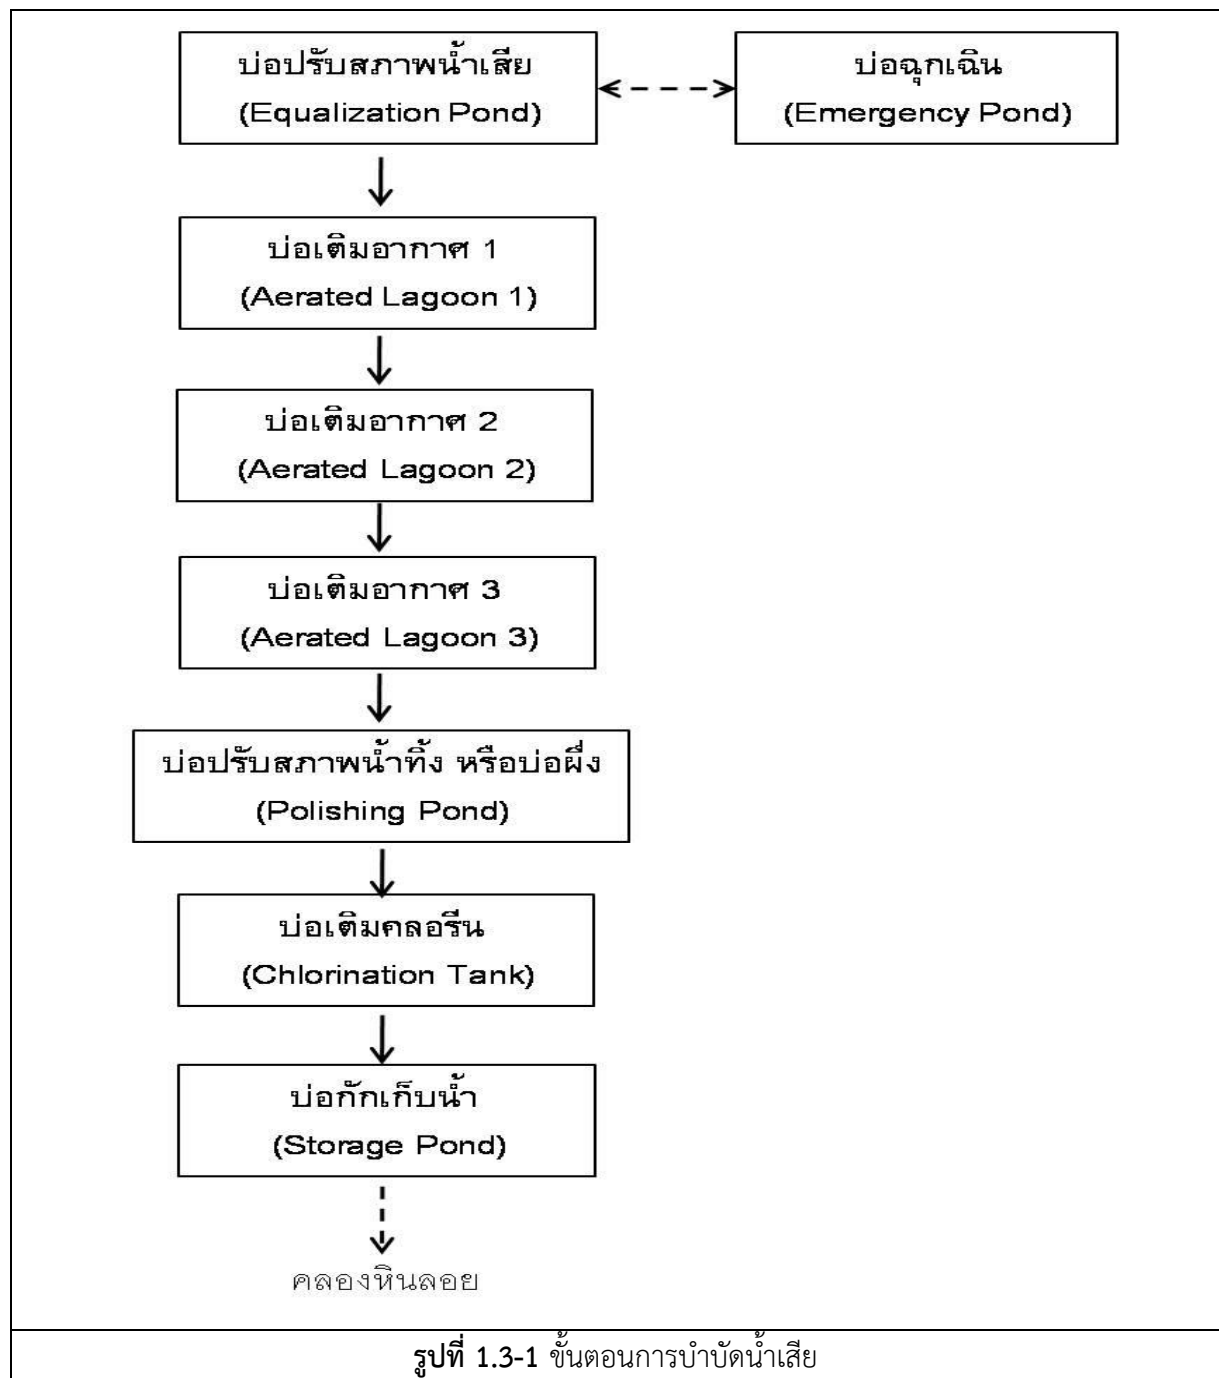 บ่อปรับสภาพน้ำเสีย
(Equalization Pond)
บ่อฉุกเฉิน
(Emergency Pond)
บ่อเติมอากาศ 1
(Aerated Lagoon 1)
บ่อเติมอากาศ 2
(Aerated Lagoon 2)
บ่อเติมอากาศ 3
(Aerated Lagoon 3)
บ่อปรับสภาพน้ำทิ้ง หรือบ่อผึ่ง
(Polishing Pond)
บ่อเติมคลอรีน
(Chlorination Tank)
บ่อกักเก็บน้ำ
(Storage Pond)
คลองหินลอย
รูปที่ 1.3-1 ขั้นตอนการบำบัดน้ำเสีย